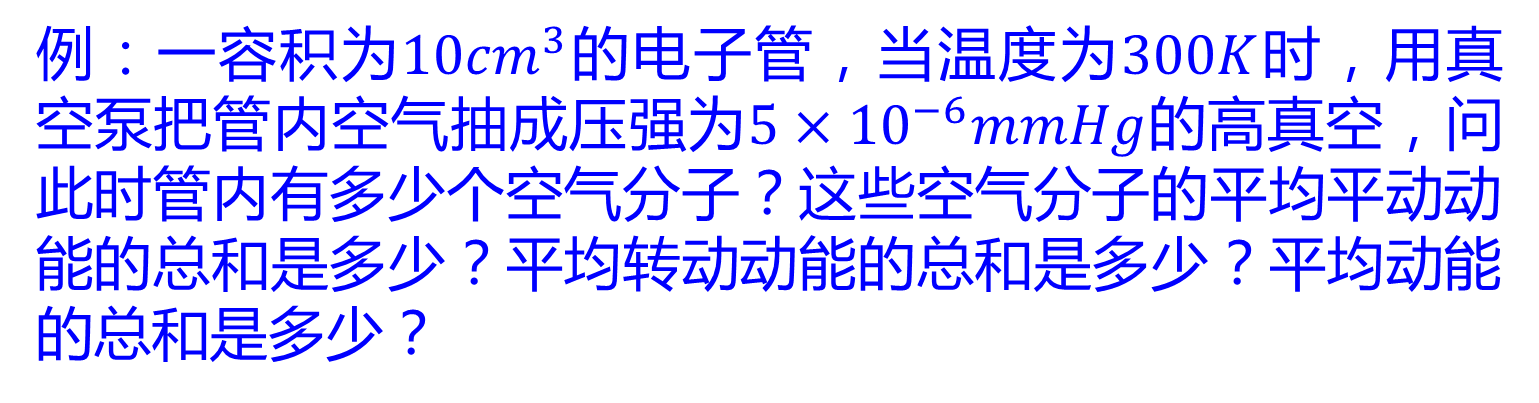 例：一容积为10cm³的电子管，当温度为300K时，用真
空泵把管内空气抽成压强为5 × 10⁻⁶mmHg的高真空，问
此时管内有多少个空气分子？这些空气分子的平均平动动
能的总和是多少？平均转动动能的总和是多少？平均动能
的总和是多少？